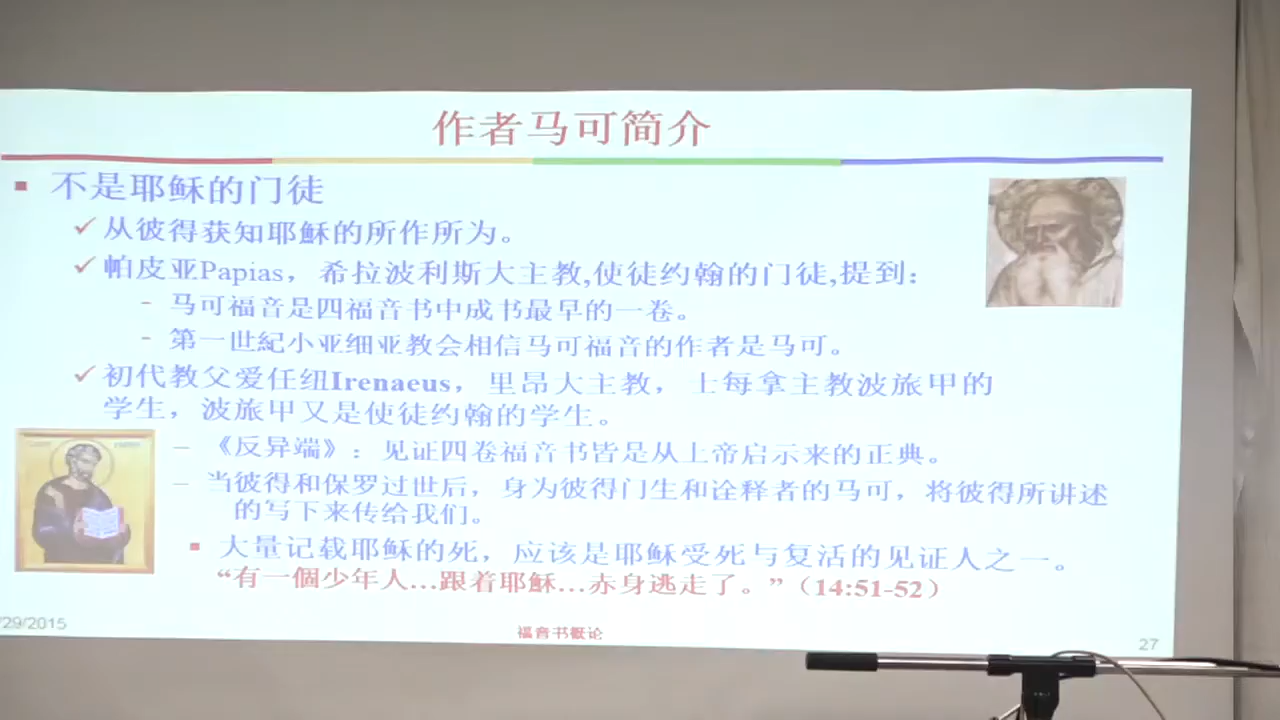 作者马可简介
▪ 不是耶稣的门徒
✓ 从彼得获知耶稣的所作所为。
✓ 帕皮亚Papias，希拉波利斯大主教,使徒约翰的门徒,提到：
- 马可福音是四福音书中成书最早的一卷。
- 第一世紀小亚细亚教会相信马可福音的作者是马可。
✓ 初代教父爱任纽Irenaeus，里昂大主教，士每拿主教波旅甲的
学生，波旅甲又是使徒约翰的学生。
– 《反异端》：见证四卷福音书皆是从上帝启示来的正典。
– 当彼得和保罗过世后，身为彼得门生和诠释者的马可，将彼得所讲述
的写下来传给我们。
▪ 大量记载耶稣的死，应该是耶稣受死与复活的见证人之一。
“有一個少年人…跟着耶稣…赤身逃走了。”（14:51-52）
/29/2015
福音书概论
27